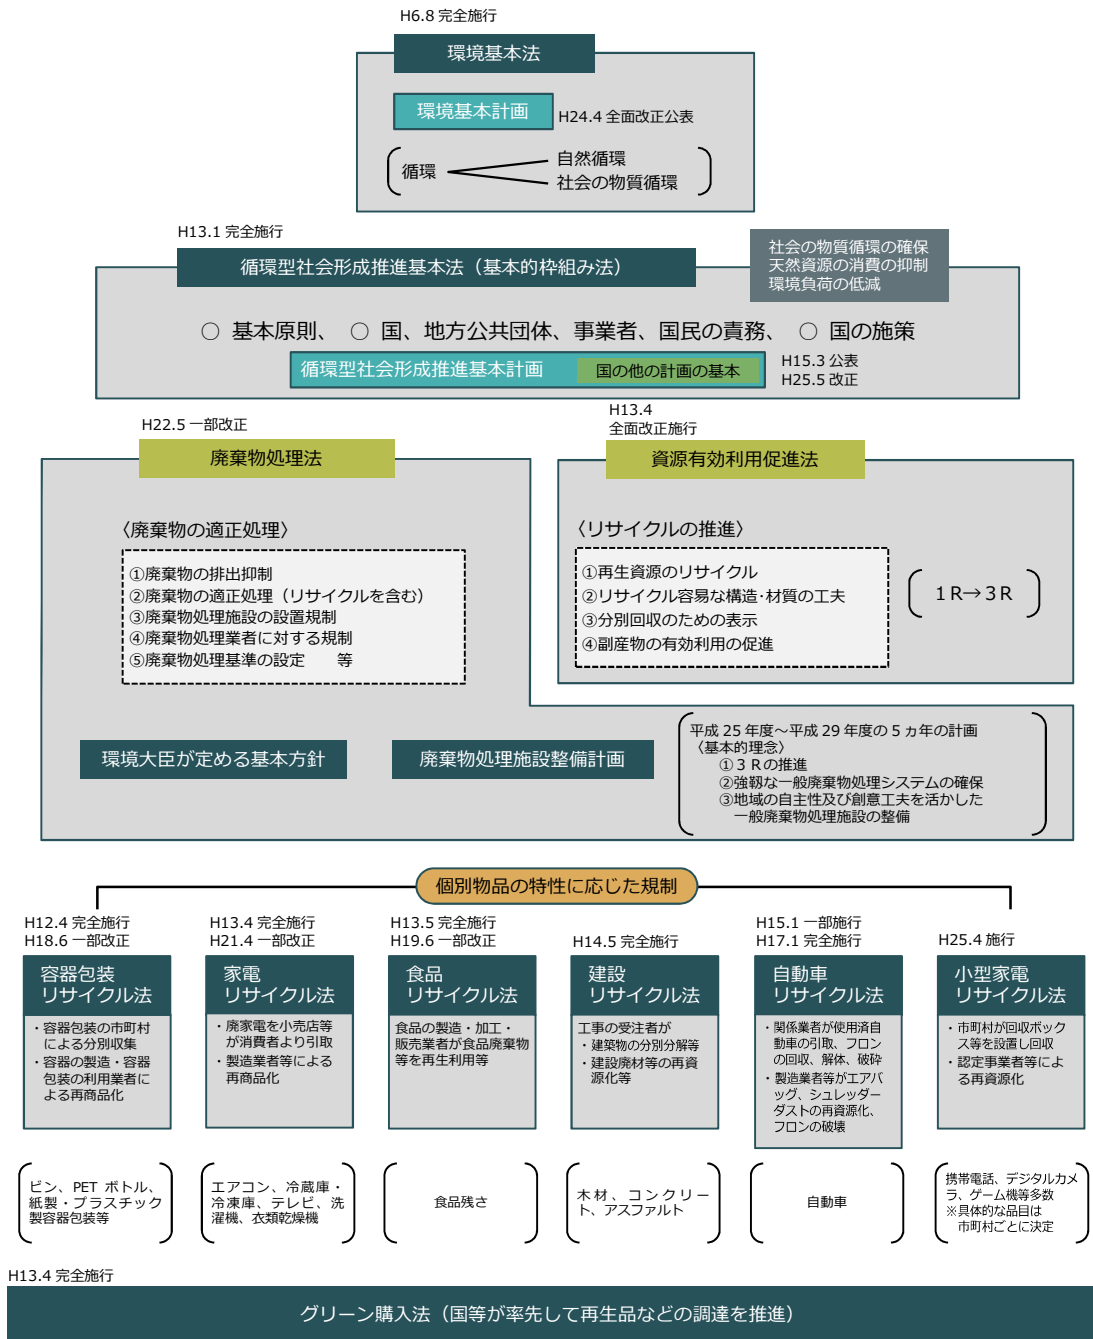 H6.8 完全施行
環境基本法
環境基本計画
H24.4 全面改正公表
循環
自然循環
社会の物質循環
H13.1 完全施行
循環型社会形成推進基本法（基本的枠組み法）
社会の物質循環の確保
天然資源の消費の抑制
環境負荷の低減
○ 基本原則、 ○ 国、地方公共団体、事業者、国民の責務、 ○ 国の施策
循環型社会形成推進基本計画
国の他の計画の基本
H15.3 公表
H25.5 改正
H22.5 一部改正
廃棄物処理法
〈廃棄物の適正処理〉
①廃棄物の排出抑制
②廃棄物の適正処理（リサイクルを含む）
③廃棄物処理施設の設置規制
④廃棄物処理業者に対する規制
⑤廃棄物処理基準の設定　　等
H13.4
全面改正施行
資源有効利用促進法
〈リサイクルの推進〉
①再生資源のリサイクル
②リサイクル容易な構造・材質の工夫
③分別回収のための表示
④副産物の有効利用の促進
１R→３R
環境大臣が定める基本方針
廃棄物処理施設整備計画
平成 25 年度～平成 29 年度の 5 ヵ年の計画
〈基本的理念〉
①３Ｒの推進
②強靱な一般廃棄物処理システムの確保
③地域の自主性及び創意工夫を活かした
一般廃棄物処理施設の整備
個別物品の特性に応じた規制
H12.4 完全施行
H18.6 一部改正
容器包装
リサイクル法
・容器包装の市町村
による分別収集
・容器の製造・容器
包装の利用業者に
よる再商品化
ビン、PET ボトル、
紙製・プラスチック
製容器包装等
H13.4 完全施行
H21.4 一部改正
家電
リサイクル法
・廃家電を小売店等
が消費者より引取
・製造業者等による
再商品化
エアコン、冷蔵庫・
冷凍庫、テレビ、洗
濯機、衣類乾燥機
H13.5 完全施行
H19.6 一部改正
食品
リサイクル法
食品の製造・加工・
販売業者が食品廃棄物
等を再生利用等
食品残さ
H14.5 完全施行
建設
リサイクル法
工事の受注者が
・建築物の分別分解等
・建設廃材等の再資
源化等
木材、コンクリー
ト、アスファルト
H15.1 一部施行
H17.1 完全施行
自動車
リサイクル法
・関係業者が使用済自
動車の引取、フロン
の回収、解体、破砕
・製造業者等がエアバ
ッグ、シュレッダー
ダストの再資源化、
フロンの破壊
自動車
H25.4 施行
小型家電
リサイクル法
・市町村が回収ボック
ス等を設置し回収
・認定事業者等によ
る再資源化
携帯電話、デジタルカメ
ラ、ゲーム機等多数
※具体的な品目は
市町村ごとに決定
H13.4 完全施行
グリーン購入法（国等が率先して再生品などの調達を推進）